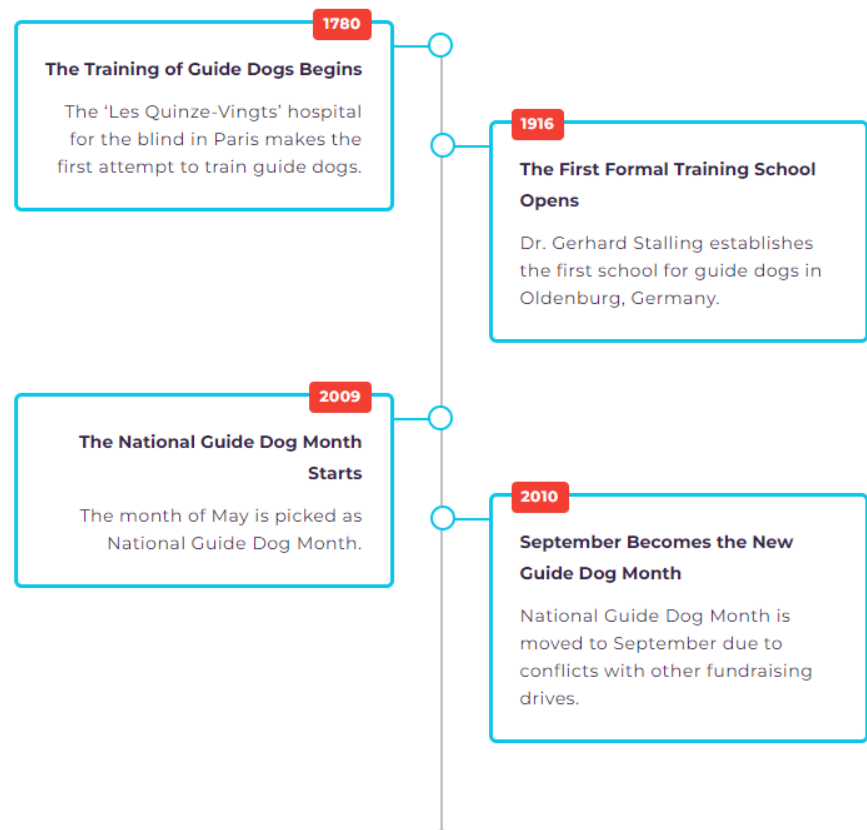 1780
The Training of Guide Dogs Begins
The ‘Les Quinze-Vingts’ hospital
for the blind in Paris makes the
first attempt to train guide dogs.
1916
The First Formal Training School
Opens
Dr. Gerhard Stalling establishes
the first school for guide dogs in
Oldenburg, Germany.
2009
The National Guide Dog Month
Starts
The month of May is picked as
National Guide Dog Month.
2010
September Becomes the New
Guide Dog Month
National Guide Dog Month is
moved to September due to
conflicts with other fundraising
drives.